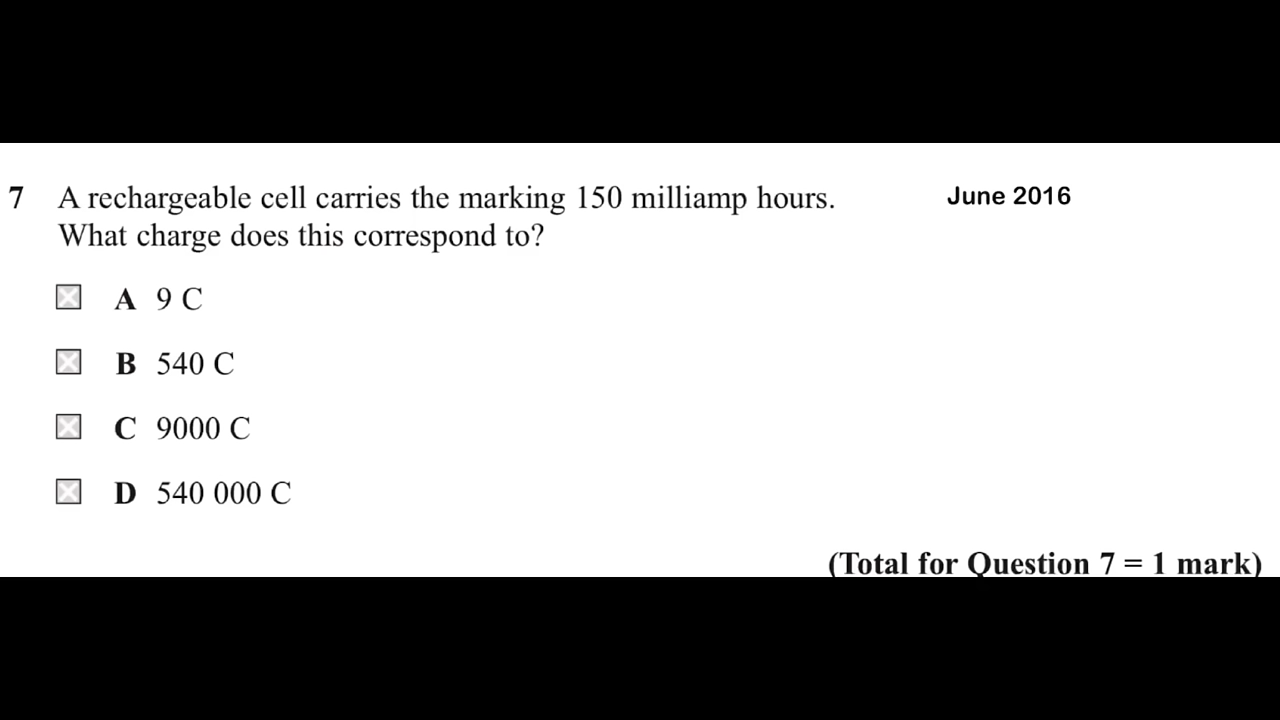 7 A rechargeable cell carries the marking 150 milliamp hours. June 2016
What charge does this correspond to?
A 9 C
B 540 C
C 9000 C
D 540 000 C
(Total for Question 7 = 1 mark)